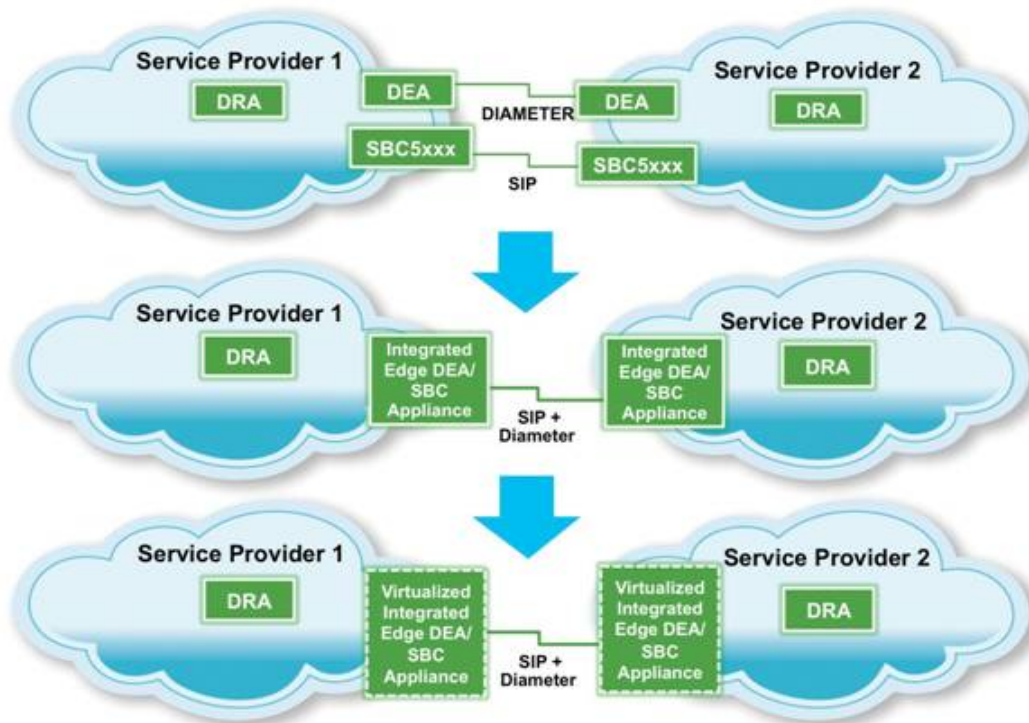 Service Provider 1
DRA
DEA
SBC5xxx
DIAMETER
SIP
Service Provider 2
DEA
DRA
SBC5xxx
Service Provider 1
DRA
Integrated
Edge DEA/
SBC
Appliance
SIP +
Diameter
Service Provider 2
Integrated
Edge DEA/
SBC
Appliance
DRA
Service Provider 1
DRA
Virtualized
Integrated
Edge DEA/
SBC
Appliance
SIP +
Diameter
Service Provider 2
Virtualized
Integrated
Edge DEA/
SBC
Appliance
DRA